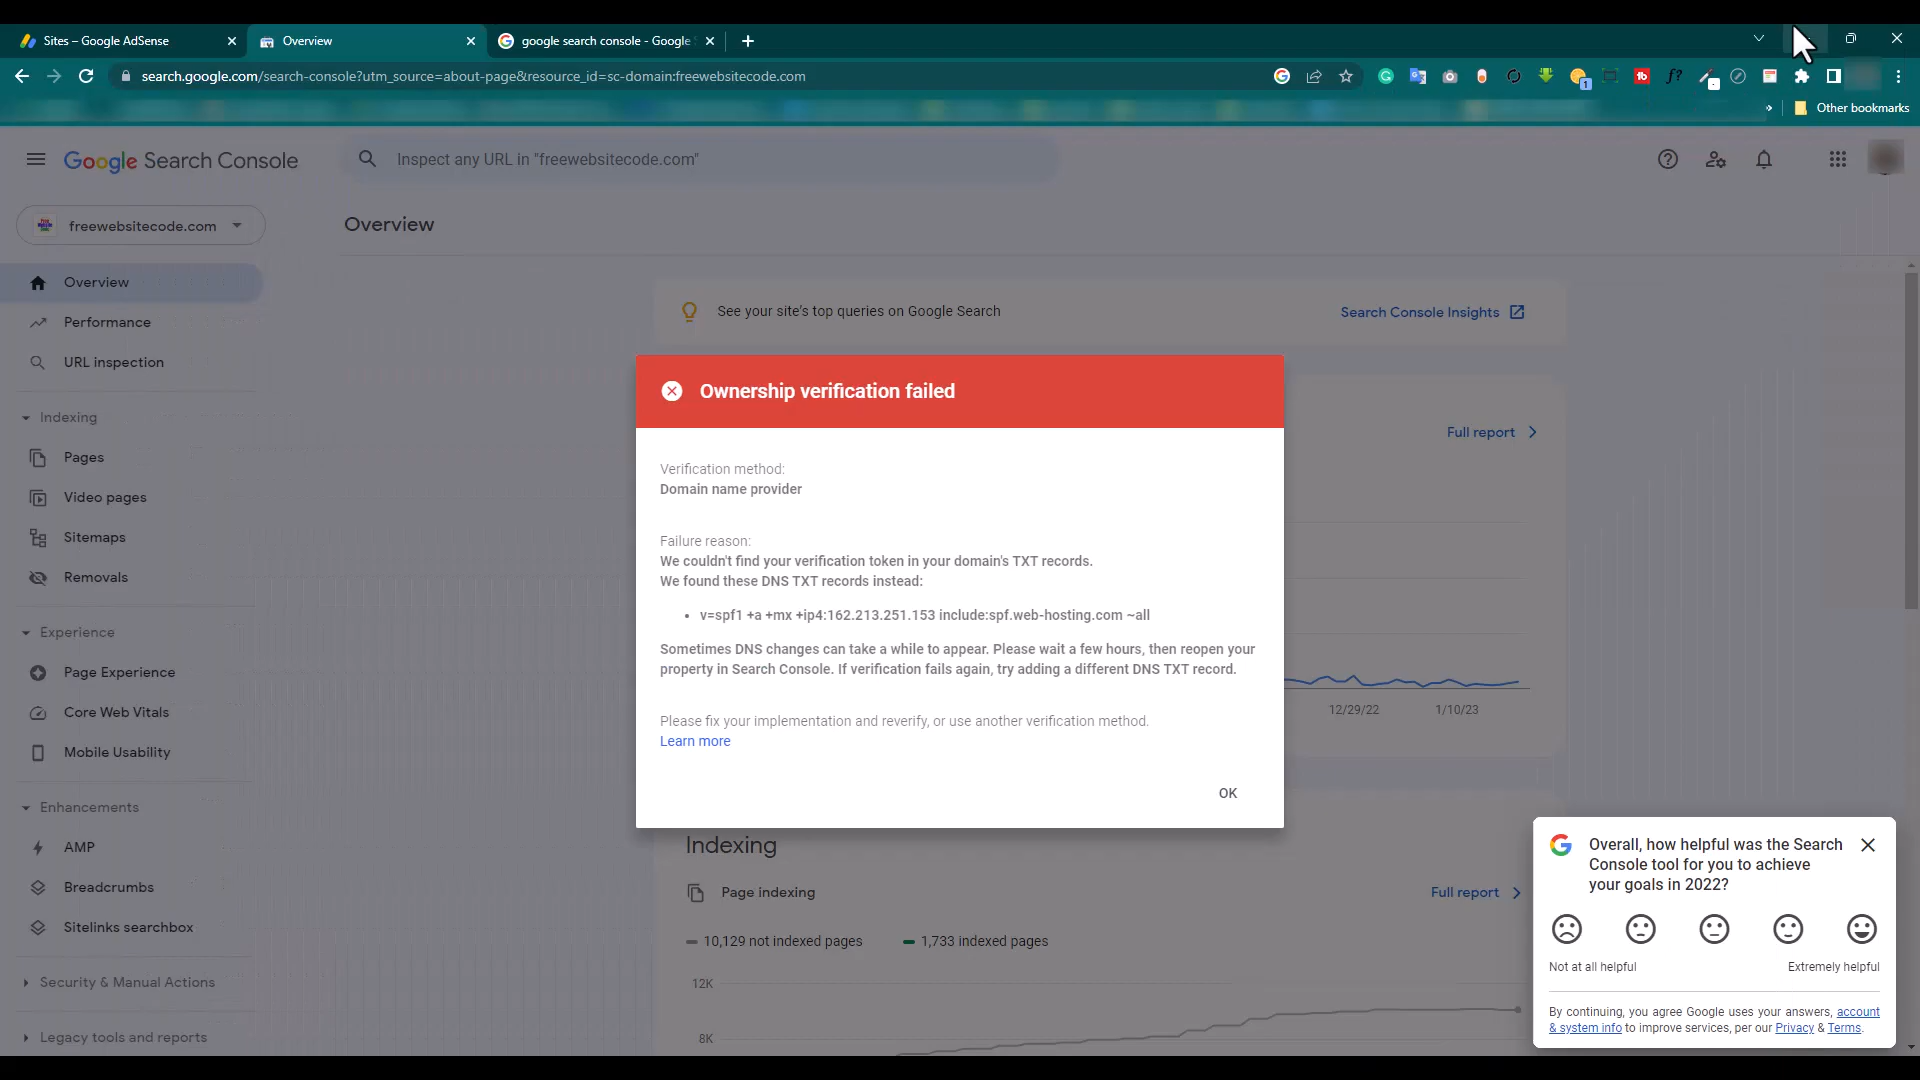 Sites – Google AdSense
Overview
google search console - Google
search.google.com/search-console?utm_source=about-page&resource_id=sc-domain:freewebsitecode.com
1
tb
f?
Other bookmarks
Google Search Console
Inspect any URL in "freewebsitecode.com"
freewebsitecode.com
Overview
Overview
Performance
URL inspection
Indexing
Pages
Video pages
Sitemaps
Removals
Experience
Page Experience
Core Web Vitals
Mobile Usability
Enhancements
AMP
Breadcrumbs
Sitelinks searchbox
Security & Manual Actions
Legacy tools and reports
See your site's top queries on Google Search
Search Console Insights
Full report
Ownership verification failed
Verification method:
Domain name provider
Failure reason:
We couldn't find your verification token in your domain's TXT records.
We found these DNS TXT records instead:
• v=spf1 +a +mx +ip4:162.213.251.153 include:spf.web-hosting.com ~all
Sometimes DNS changes can take a while to appear. Please wait a few hours, then reopen your
property in Search Console. If verification fails again, try adding a different DNS TXT record.
Please fix your implementation and reverify, or use another verification method.
Learn more
OK
12/29/22
1/10/23
Indexing
Page indexing
Full report
10,129 not indexed pages
1,733 indexed pages
12K
8K
Overall, how helpful was the Search
Console tool for you to achieve
your goals in 2022?
Not at all helpful
Extremely helpful
By continuing, you agree Google uses your answers, account
& system info to improve services, per our Privacy & Terms.